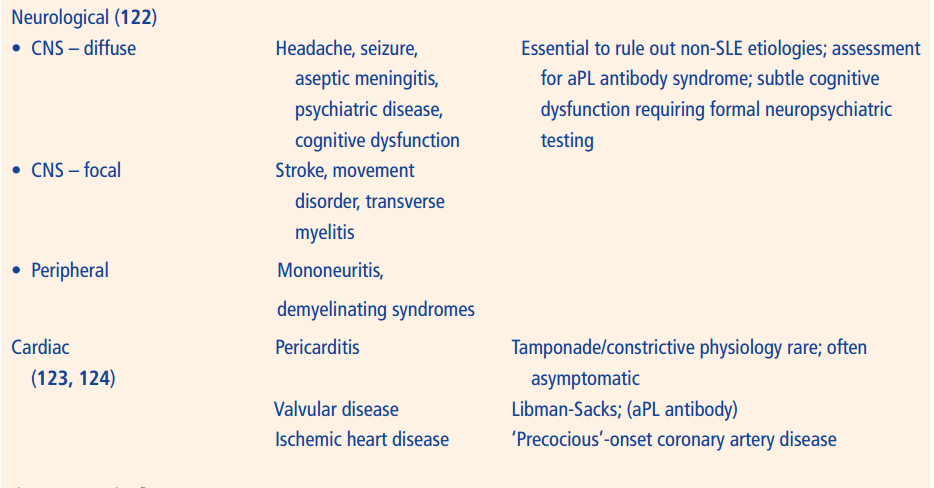 Neurological (122)
• CNS – diffuse Headache, seizure, Essential to rule out non-SLE etiologies; assessment
aseptic meningitis, for aPL antibody syndrome; subtle cognitive
psychiatric disease, dysfunction requiring formal neuropsychiatric
cognitive dysfunction testing
• CNS – focal Stroke, movement
disorder, transverse
myelitis
• Peripheral Mononeuritis,
demyelinating syndromes
Cardiac Pericarditis Tamponade/constrictive physiology rare; often
(123, 124) asymptomatic
Valvular disease Libman-Sacks; (aPL antibody)
Ischemic heart disease ‘Precocious’-onset coronary artery disease